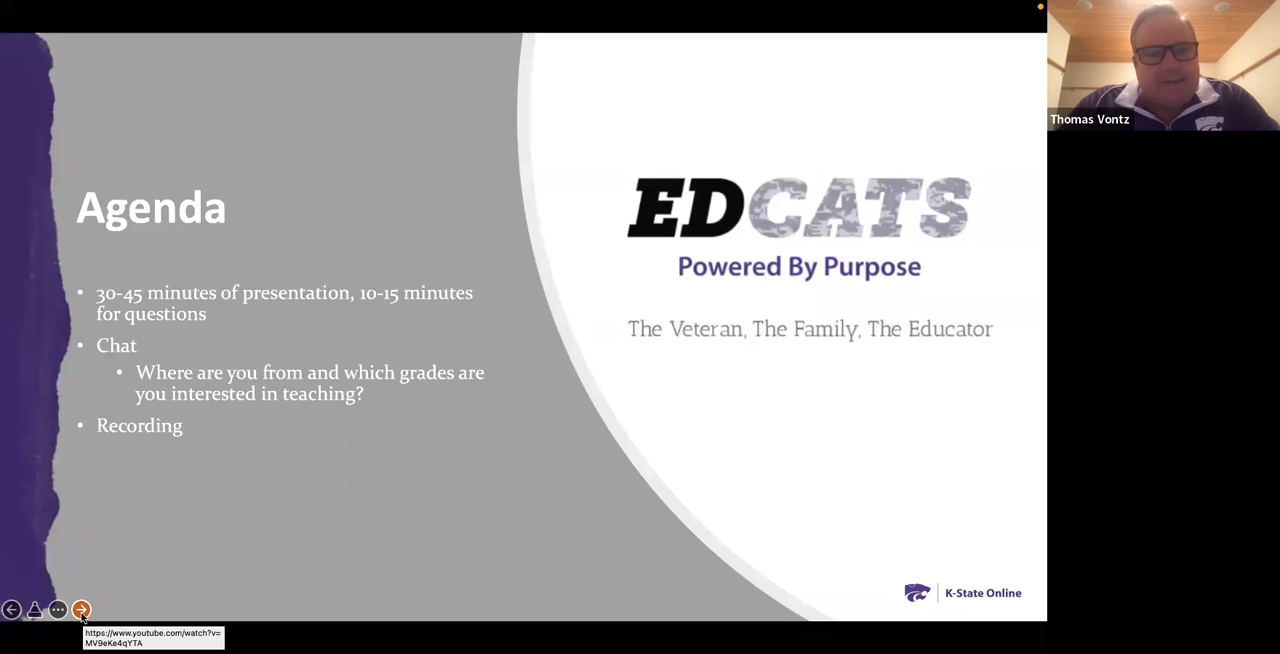 Agenda
• 30-45 minutes of presentation, 10-15 minutes
for questions
• Chat
• Where are you from and which grades are
you interested in teaching?
• Recording
EDCATS
Powered By Purpose
The Veteran, The Family, The Educator
K-State Online
Thomas Vontz
https://www.youtube.com/watch?v=
MV9eKe4qYTA